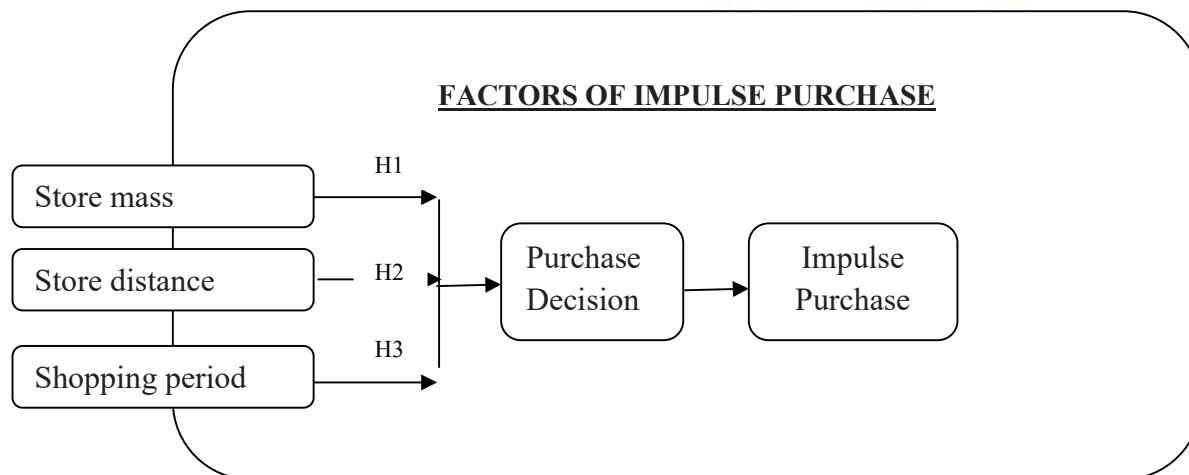 FACTORS OF IMPULSE PURCHASE
H1
Store mass
H2
Store distance
H3
Shopping period
Purchase
Decision
Impulse
Purchase